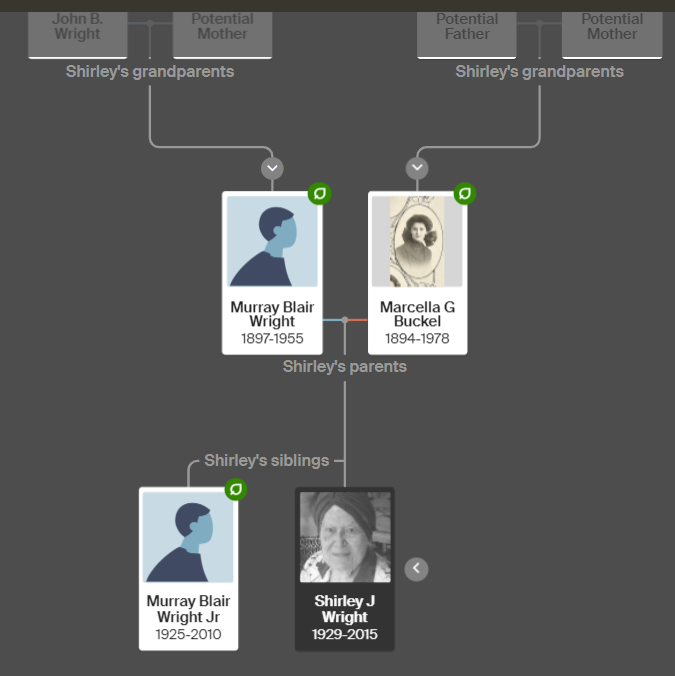 John B.
Wright
Potential
Mother
Potential
Father
Potential
Mother
Shirley's grandparents
Shirley's grandparents
Murray Blair
Wright
1897-1955
Marcella G
Buckel
1894-1978
Shirley's parents
Shirley's siblings
Murray Blair
Wright Jr
1925-2010
Shirley J
Wright
1929-2015